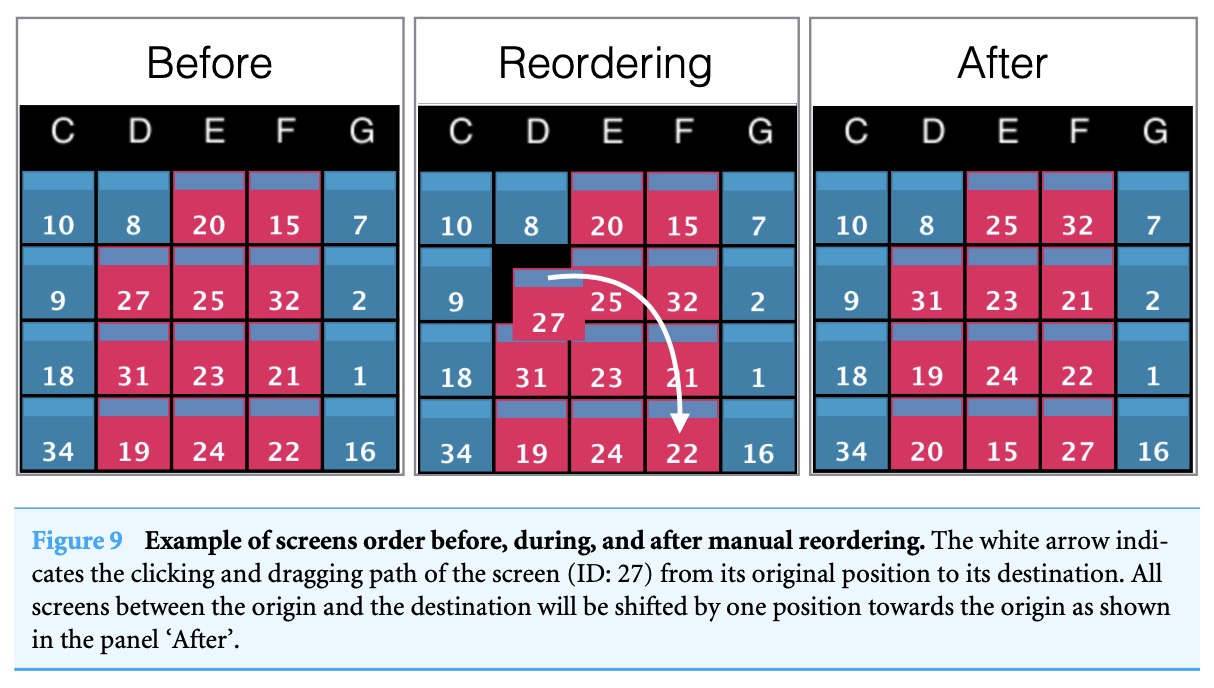 Before
C D E F G
10 8 20 15 7
9 27 25 32 2
18 31 23 21 1
34 19 24 22 16
Reordering
C D E F G
10 8 20 15 7
9 25 32 2
27
18 31 23 21 1
34 19 24 22 16
After
C D E F G
10 8 25 32 7
9 31 23 21 2
18 19 24 22 1
34 20 15 27 16
Figure 9 Example of screens order before, during, and after manual reordering. The white arrow indi-
cates the clicking and dragging path of the screen (ID: 27) from its original position to its destination. All
screens between the origin and the destination will be shifted by one position towards the origin as shown
in the panel ‘After’.